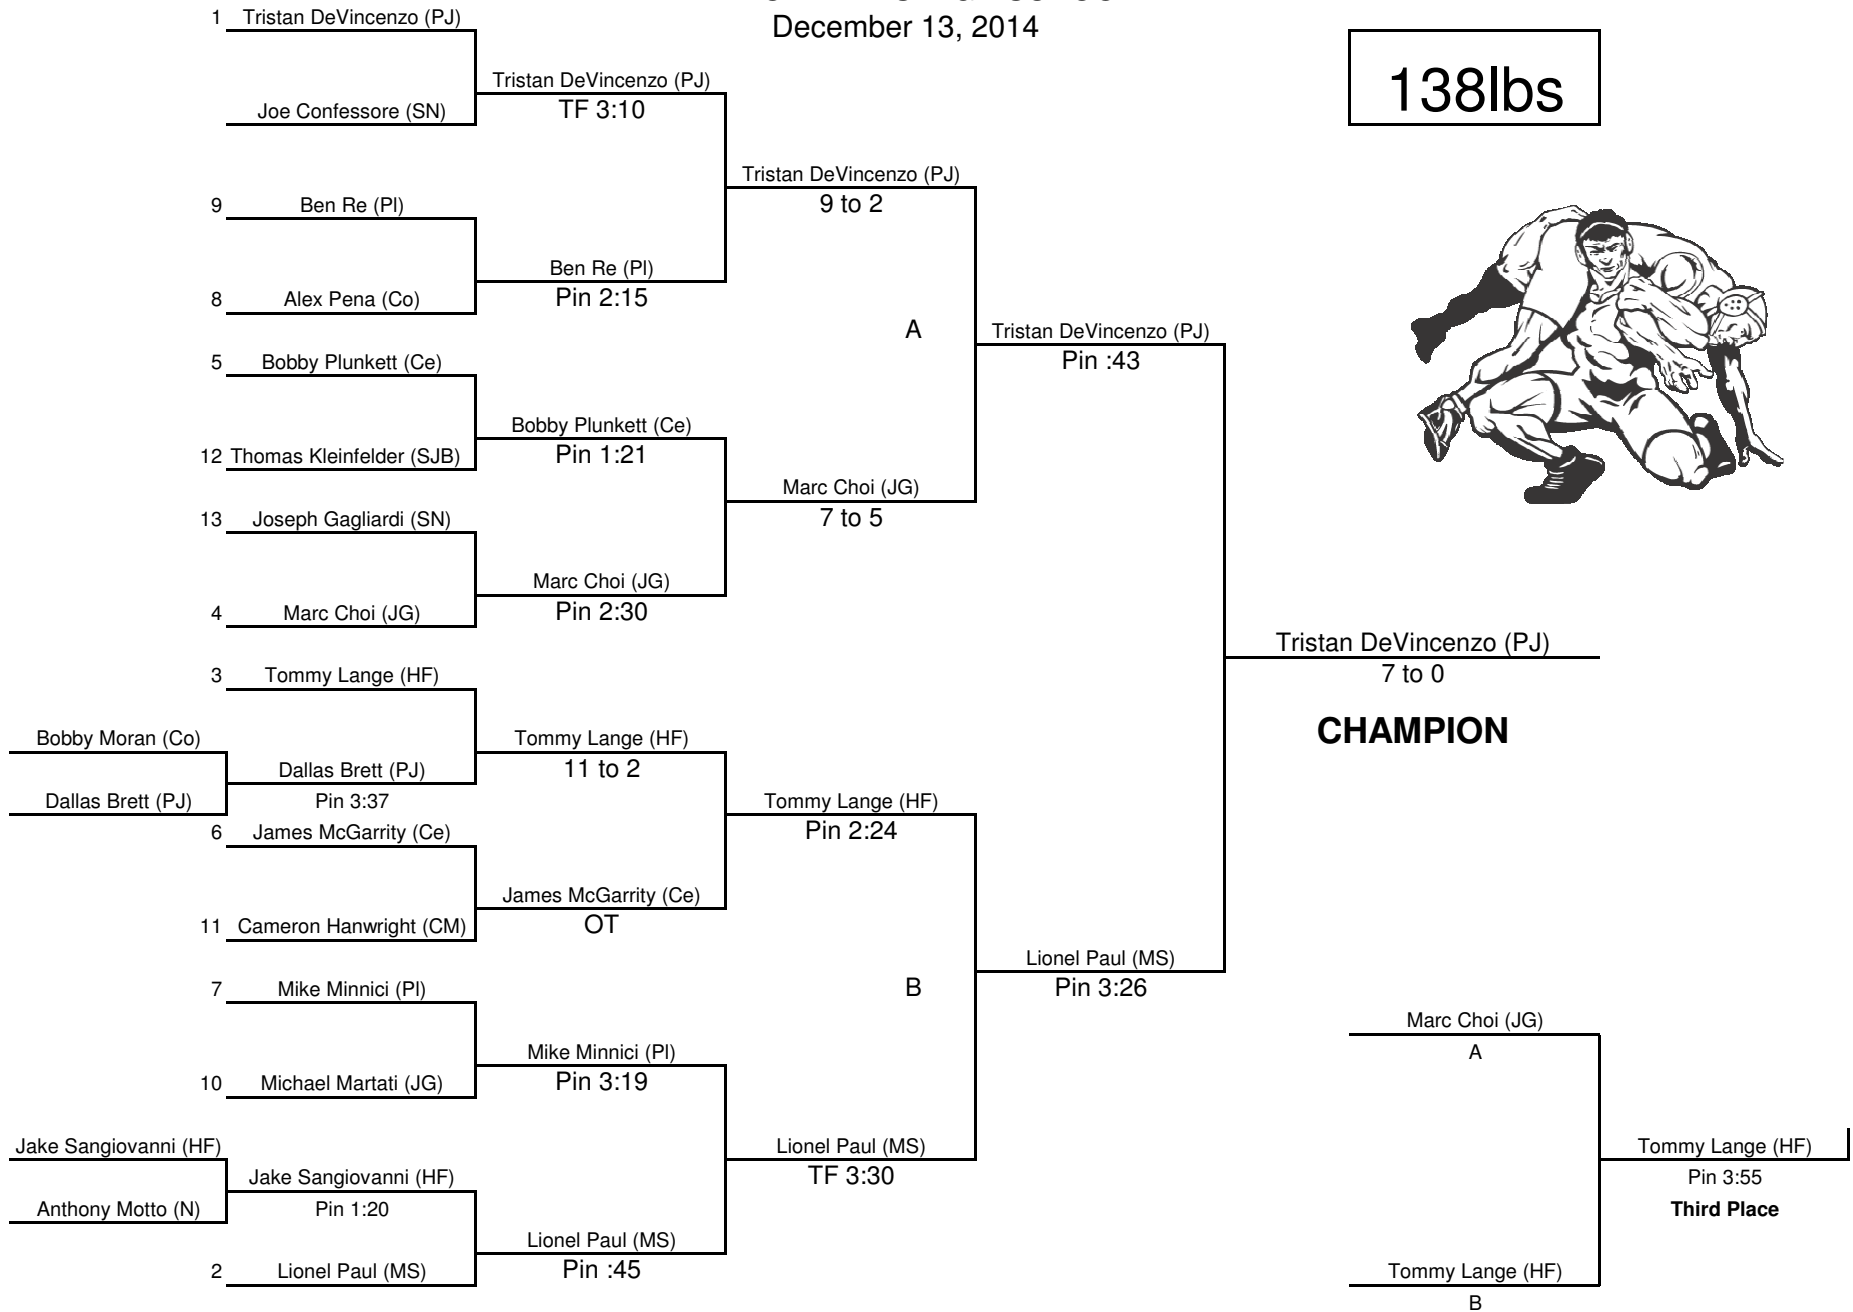 December 13, 2014
138lbs
1 Tristan DeVincenzo (PJ)
Tristan DeVincenzo (PJ)
TF 3:10
Joe Confessore (SN)
Tristan DeVincenzo (PJ)
9 to 2
9 Ben Re (Pl)
Ben Re (Pl)
Pin 2:15
8 Alex Pena (Co)
A
Tristan DeVincenzo (PJ)
Pin :43
5 Bobby Plunkett (Ce)
Bobby Plunkett (Ce)
Pin 1:21
12 Thomas Kleinfelder (SJB)
Marc Choi (JG)
7 to 5
13 Joseph Gagliardi (SN)
Marc Choi (JG)
Pin 2:30
4 Marc Choi (JG)
Tristan DeVincenzo (PJ)
7 to 0
CHAMPION
3 Tommy Lange (HF)
Bobby Moran (Co)
Tommy Lange (HF)
11 to 2
Dallas Brett (PJ)
Pin 3:37
Dallas Brett (PJ)
Tommy Lange (HF)
Pin 2:24
6 James McGarrity (Ce)
James McGarrity (Ce)
OT
11 Cameron Hanwright (CM)
Lionel Paul (MS)
Pin 3:26
B
7 Mike Minnici (Pl)
Mike Minnici (Pl)
Pin 3:19
10 Michael Martati (JG)
Jake Sangiovanni (HF)
Lionel Paul (MS)
TF 3:30
Jake Sangiovanni (HF)
Pin 1:20
Anthony Motto (N)
Lionel Paul (MS)
Pin :45
2 Lionel Paul (MS)
Marc Choi (JG)
A
Tommy Lange (HF)
Pin 3:55
Third Place
Tommy Lange (HF)
B